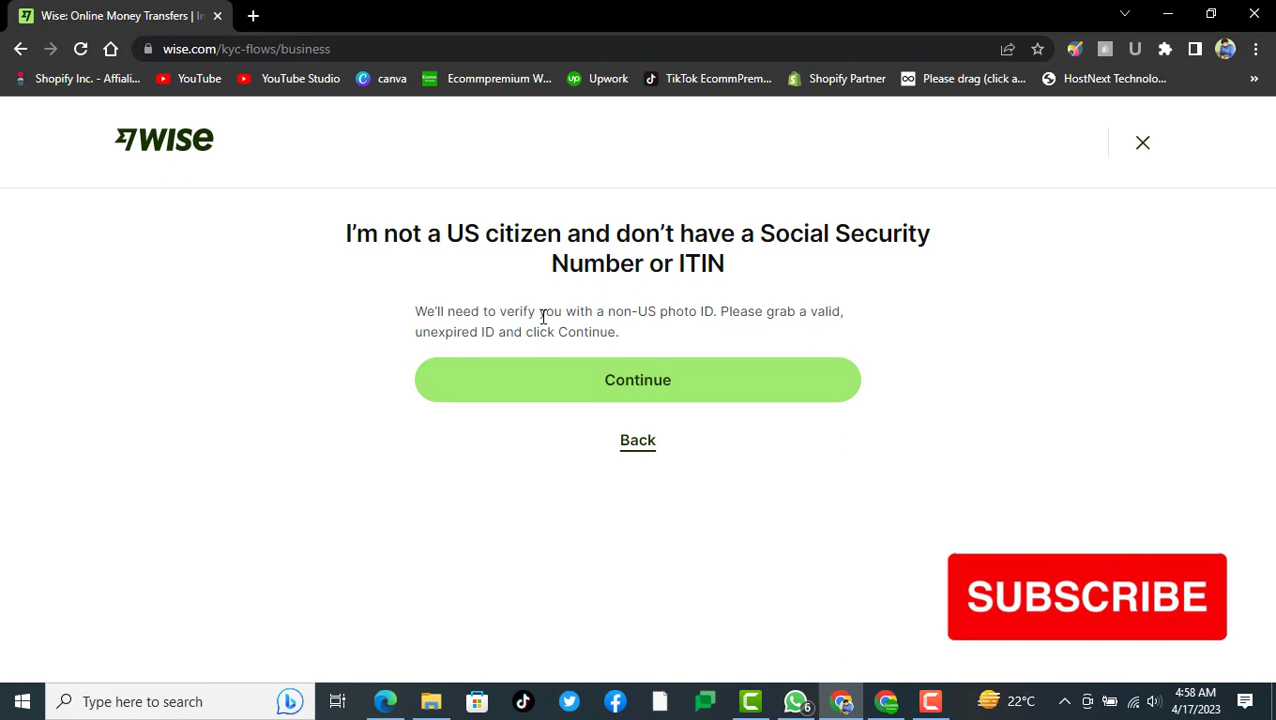 Wise: Online Money Transfers | In
wise.com/kyc-flows/business
Shopify Inc. - Affiali...
YouTube
YouTube Studio
canva
Ecommpremium W...
Upwork
TikTok EcommPrem...
Shopify Partner
Please drag (click a...
HostNext Technolo...
WISE
I'm not a US citizen and don't have a Social Security
Number or ITIN
We'll need to verify you with a non-US photo ID. Please grab a valid,
unexpired ID and click Continue.
Continue
Back
SUBSCRIBE
Type here to search
6
22°C
4:58 AM
4/17/2023